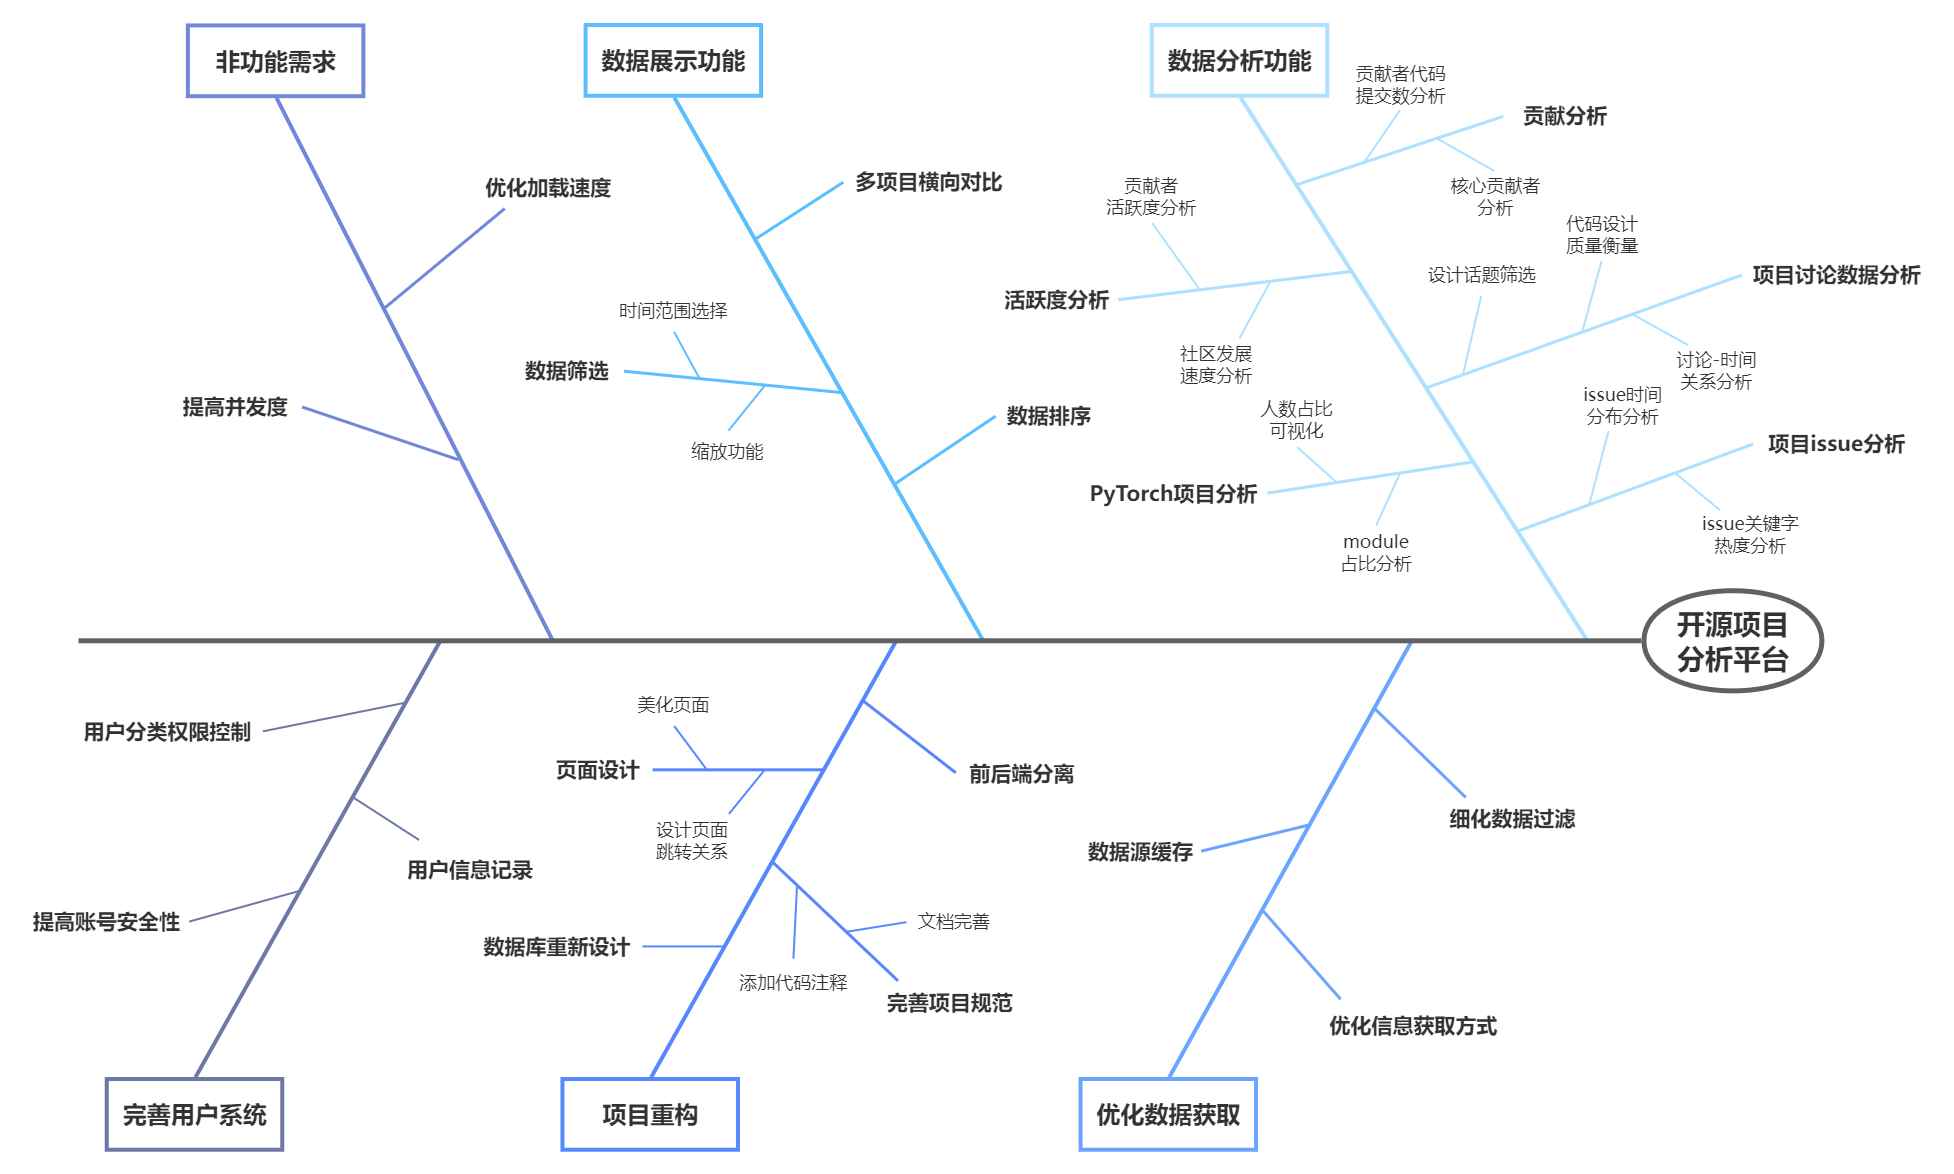 非功能需求
数据展示功能
数据分析功能
贡献者代码
提交数分析
贡献分析
优化加载速度
多项目横向对比
贡献者
活跃度分析
核心贡献者
分析
代码设计
质量衡量
设计话题筛选
项目讨论数据分析
活跃度分析
时间范围选择
社区发展
速度分析
讨论-时间
关系分析
数据筛选
提高并发度
数据排序
人数占比
可视化
issue时间
分布分析
项目issue分析
缩放功能
PyTorch项目分析
issue关键字
热度分析
module
占比分析
开源项目
分析平台
美化页面
用户分类权限控制
页面设计
前后端分离
设计页面
跳转关系
细化数据过滤
数据源缓存
用户信息记录
提高账号安全性
文档完善
数据库重新设计
添加代码注释
完善项目规范
优化信息获取方式
完善用户系统
项目重构
优化数据获取